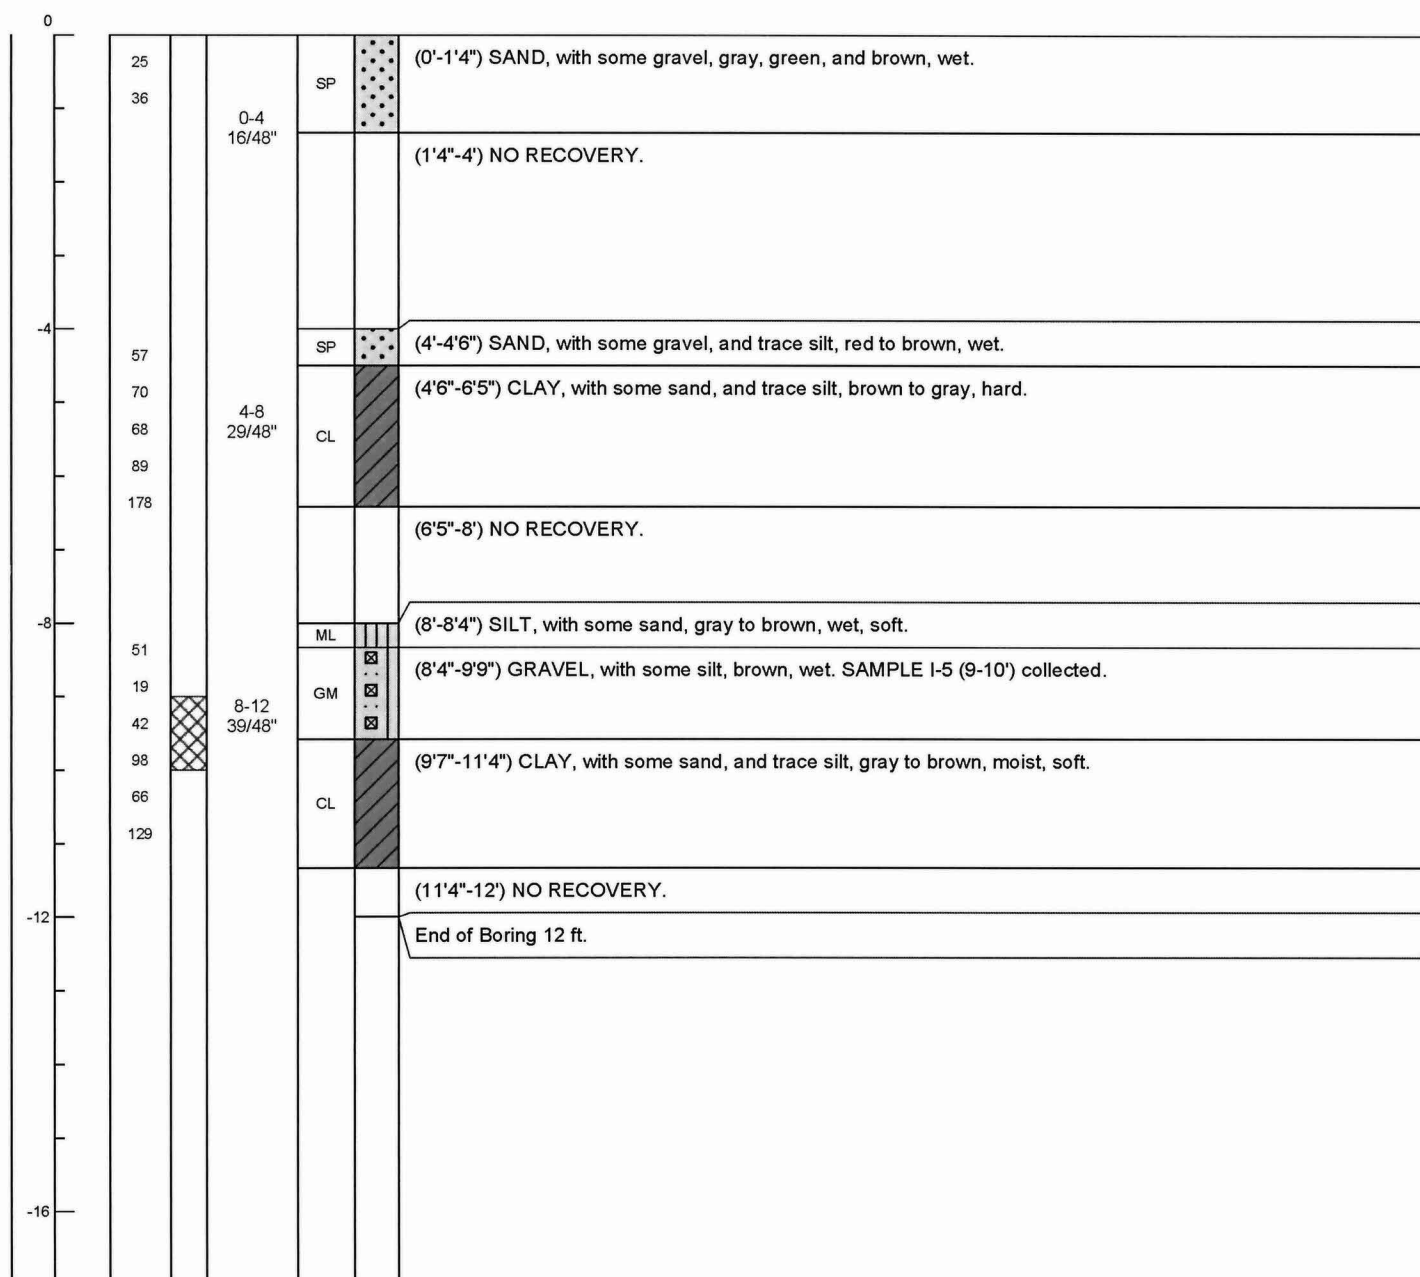 0
25
(0'-1'4") SAND, with some gravel, gray, green, and brown, wet.
SP
36
0-4
16/48"
(1'4"-4') NO RECOVERY.
-4
SP
(4'-4'6") SAND, with some gravel, and trace silt, red to brown, wet.
57
70
(4'6"-6'5") CLAY, with some sand, and trace silt, brown to gray, hard.
4-8
29/48"
68
CL
89
178
(6'5"-8') NO RECOVERY.
-8
(8'-8'4") SILT, with some sand, gray to brown, wet, soft.
ML
51
(8'4"-9'9") GRAVEL, with some silt, brown, wet. SAMPLE I-5 (9-10') collected.
19
GM
8-12
39/48"
42
98
(9'7"-11'4") CLAY, with some sand, and trace silt, gray to brown, moist, soft.
66
CL
129
(11'4"-12') NO RECOVERY.
-12
End of Boring 12 ft.
-16